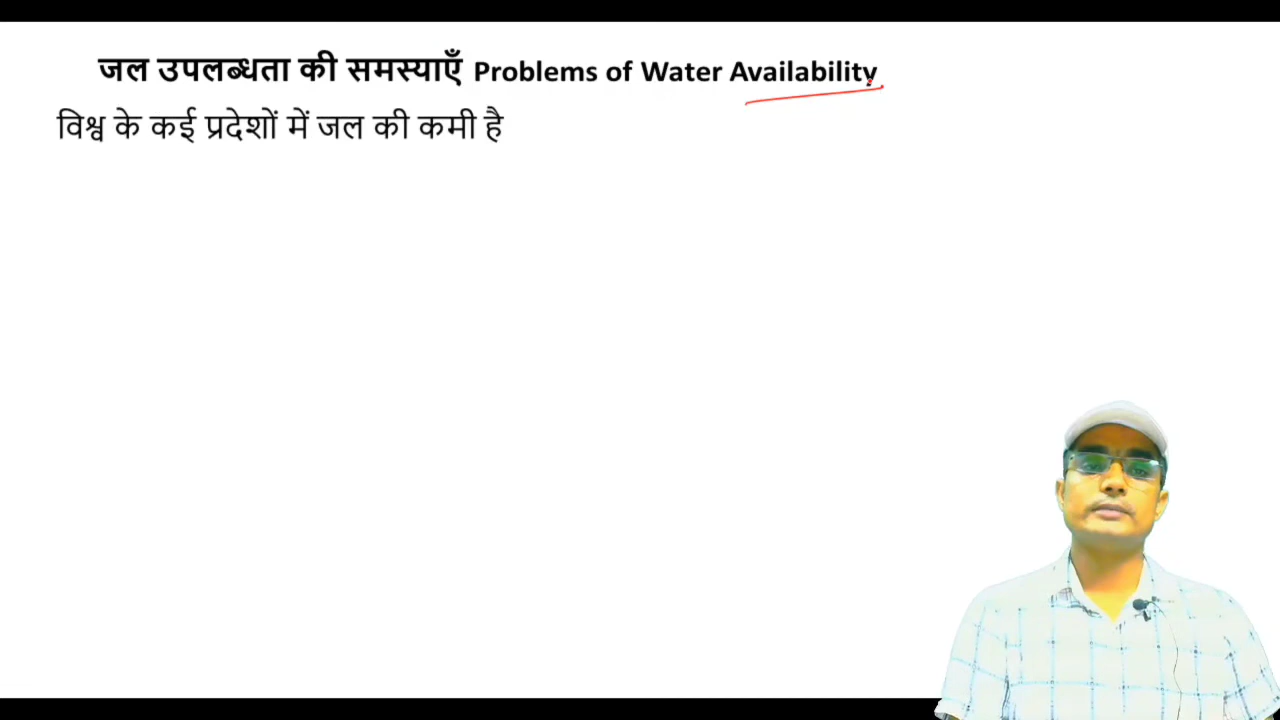 जल उपलब्धता की समस्याएँ Problems of Water Availability
विश्व के कई प्रदेशों में जल की कमी है